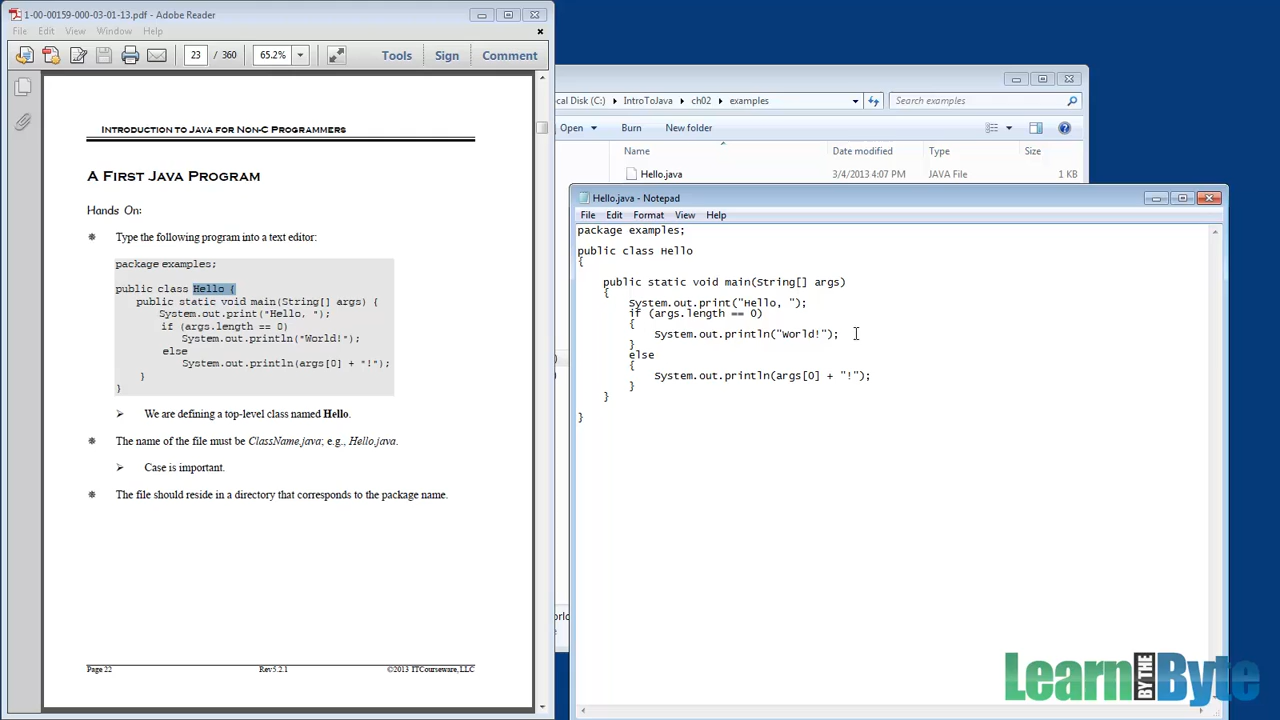 1-00-00159-000-03-01-13.pdf - Adobe Reader
File Edit View Window Help
23 / 360 65.2% Tools Sign Comment
INTRODUCTION TO JAVA FOR NON-C PROGRAMMERS
A FIRST JAVA PROGRAM
Hands On:
Type the following program into a text editor:
package examples;
public class Hello {
public static void main(String[] args) {
System.out.print("Hello, ");
if (args.length == 0)
System.out.println("World!");
else
System.out.println(args[0] + "!");
}
}
We are defining a top-level class named Hello.
The name of the file must be ClassName.java; e.g., Hello.java.
Case is important.
The file should reside in a directory that corresponds to the package name.
Page 22 Rev5.2.1 ©2013 ITCourseware, LLC
cal Disk (C:) IntroToJava ch02 examples Search examples
Open Burn New folder
Name Date modified Type Size
Hello.java 3/4/2013 4:07 PM JAVA File 1 KB
Hello.java - Notepad
File Edit Format View Help
package examples;
public class Hello
{
public static void main(String[] args)
{
System.out.print("Hello, ");
if (args.length == 0)
{
System.out.println("World!");
}
else
{
System.out.println(args[0] + "!");
}
}
}
Learn BY THE Byte